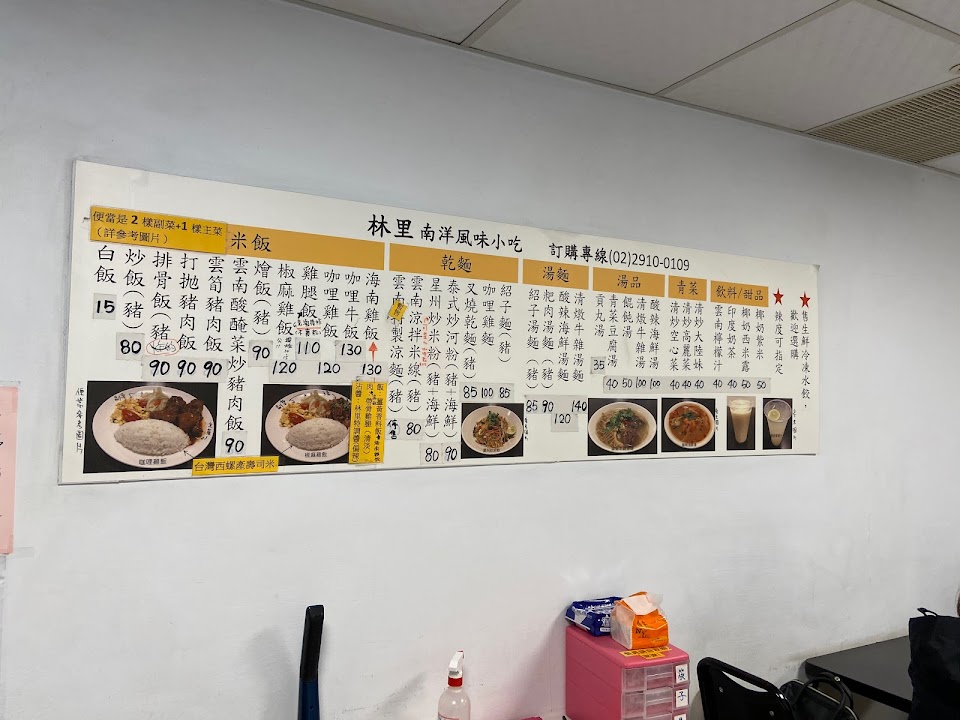 林里 南洋風味小吃 訂購專線(02)2910-0109
便當是 2 樣副菜+1 樣主菜
（詳參考圖片）
米飯
白飯
15
炒飯(豬)
80
排骨飯(豬)
90
打拋豬肉飯
90
雲筍豬肉飯
90
雲南酸醃菜炒豬肉飯
90
燴飯(豬)
90
椒麻雞飯
120
雞腿飯
110
咖哩雞飯
120
咖哩牛飯
130
海南雞飯
130
乾麵
雲南特製涼麵(豬)
雲南涼拌米線(豬)
80
星州炒米粉(豬+海鮮)
80
泰式炒河粉(豬+海鮮)
90
叉燒乾麵(豬)
85
咖哩雞麵
100
紹子麵(豬)
85
湯麵
紹子湯麵(豬)
85
粑肉湯麵(豬)
90
酸辣海鮮湯麵
120
清燉牛雜湯麵
140
湯品
貢丸湯
35
青菜豆腐湯
40
餛飩湯
50
清燉牛雜湯
100
酸辣海鮮湯
100
青菜
清炒空心菜
40
清炒高麗菜
40
清炒大陸妹
40
飲料/甜品
雲南檸檬汁
40
印度奶茶
40
椰奶西米露
50
椰奶紫米
50
★辣度可指定
★售生鮮冷凍水餃，
歡迎選購
咖哩雞飯
椒麻雞飯
台灣西螺產壽司米
筷
子